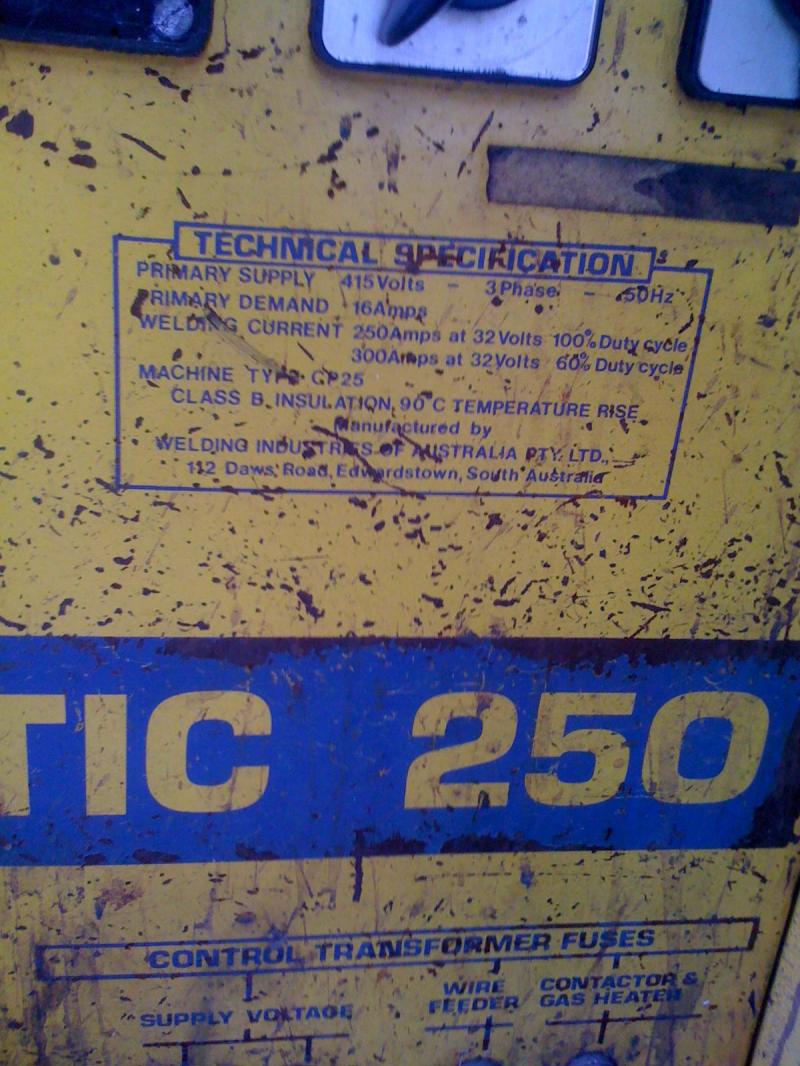 TECHNICAL SPECIFICATION
PRIMARY SUPPLY 415Volts - 3Phase - 50Hz
PRIMARY DEMAND 16Amps
WELDING CURRENT 250Amps at 32Volts 100% Duty cycle
300Amps at 32Volts 60% Duty cycle
MACHINE TYPE CP25
CLASS B INSULATION 90°C TEMPERATURE RISE
Manufactured by
WELDING INDUSTRIES OF AUSTRALIA PTY. LTD.,
112 Daws Road, Edwardstown, South Australia
TIC 250
CONTROL TRANSFORMER FUSES
SUPPLY VOLTAGE
WIRE FEEDER
CONTACTOR & GAS HEATER